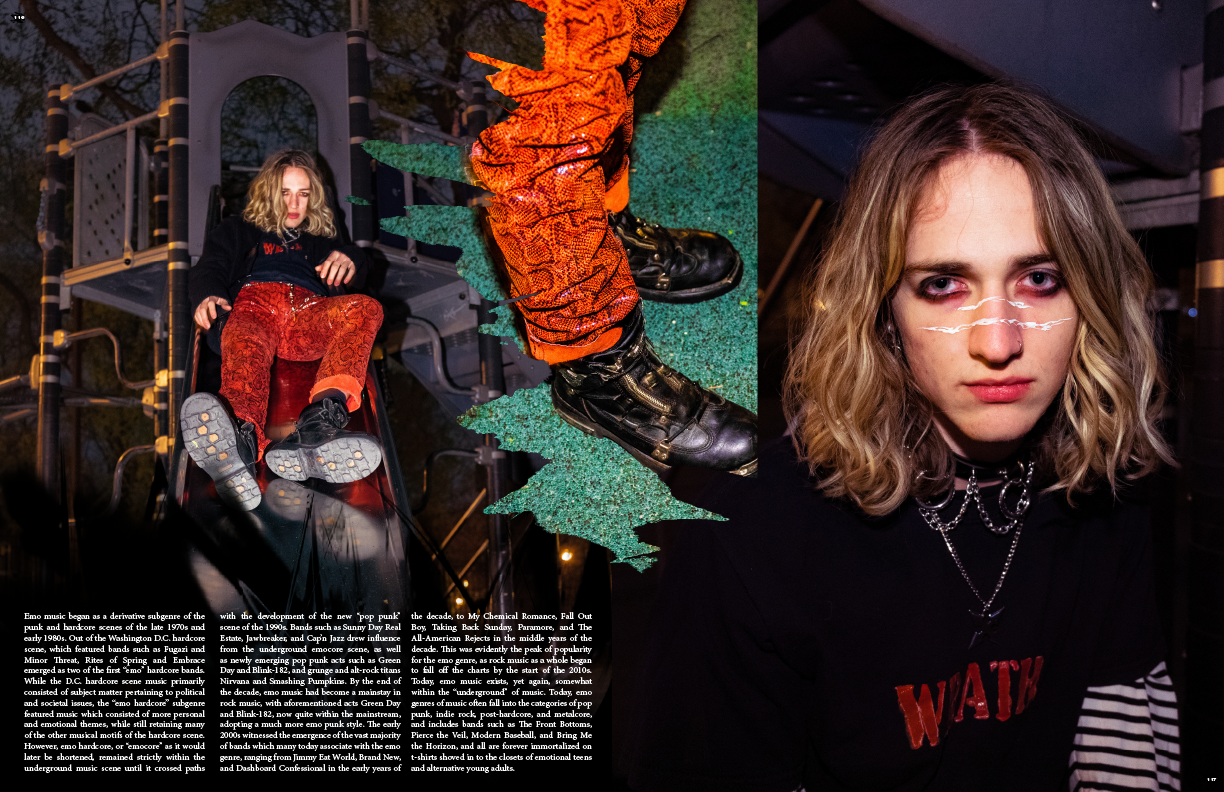 116
WRATH
Emo music began as a derivative subgenre of the
punk and hardcore scenes of the late 1970s and
early 1980s. Out of the Washington D.C. hardcore
scene, which featured bands such as Fugazi and
Minor Threat, Rites of Spring and Embrace
emerged as two of the first "emo" hardcore bands.
While the D.C. hardcore scene music primarily
consisted of subject matter pertaining to political
and societal issues, the "emo hardcore" subgenre
featured music which consisted of more personal
and emotional themes, while still retaining many
of the other musical motifs of the hardcore scene.
However, emo hardcore, or "emocore" as it would
later be shortened, remained strictly within the
underground music scene until it crossed paths
with the development of the new "pop punk"
scene of the 1990s. Bands such as Sunny Day Real
Estate, Jawbreaker, and Cap'n Jazz drew influence
from the underground emocore scene, as well
as newly emerging pop punk acts such as Green
Day and Blink-182, and grunge and alt-rock titans
Nirvana and Smashing Pumpkins. By the end of
the decade, emo music had become a mainstay in
rock music, with aforementioned acts Green Day
and Blink-182, now quite within the mainstream,
adopting a much more emo punk style. The early
2000s witnessed the emergence of the vast majority
of bands which many today associate with the emo
genre, ranging from Jimmy Eat World, Brand New,
and Dashboard Confessional in the early years of
the decade, to My Chemical Romance, Fall Out
Boy, Taking Back Sunday, Paramore, and The
All-American Rejects in the middle years of the
decade. This was evidently the peak of popularity
for the emo genre, as rock music as a whole began
to fall off the charts by the start of the 2010s.
Today, emo music exists, yet again, somewhat
within the "underground" of music. Today, emo
genres of music often fall into the categories of pop
punk, indie rock, post-hardcore, and metalcore,
and includes bands such as The Front Bottoms,
Pierce the Veil, Modern Baseball, and Bring Me
the Horizon, and all are forever immortalized on
t-shirts shoved in to the closets of emotional teens
and alternative young adults.
WRATH
117